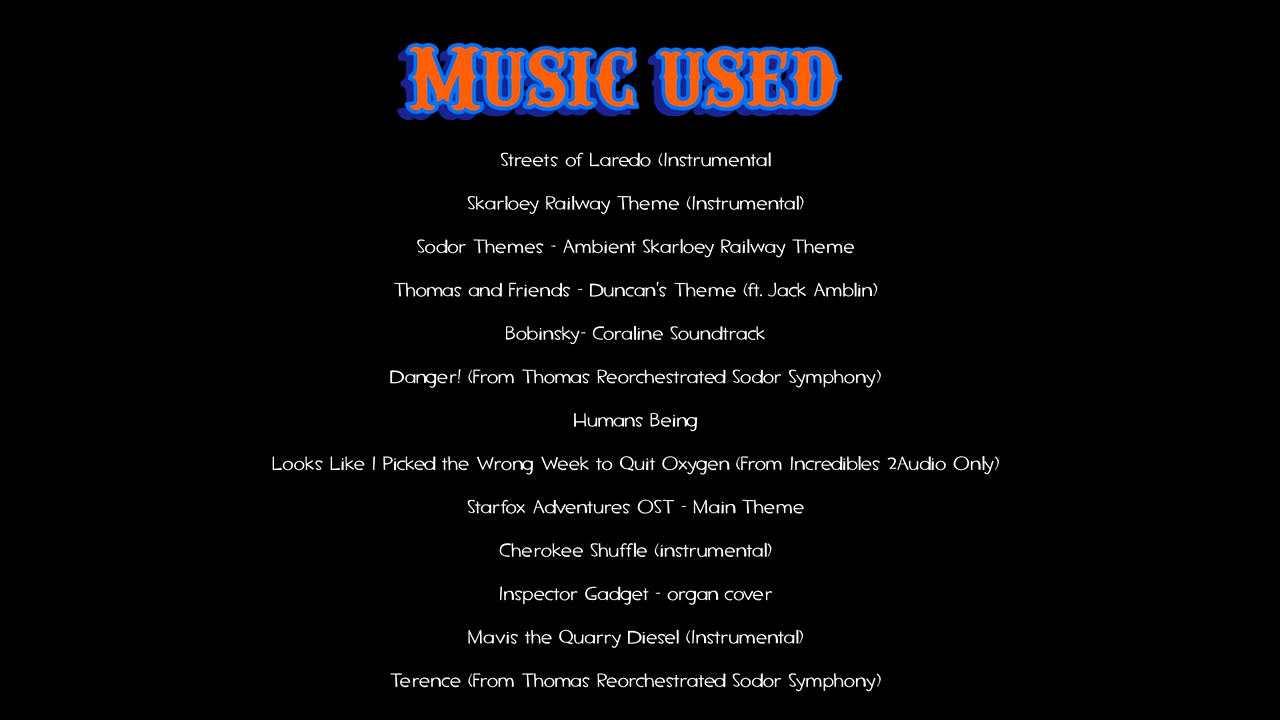 Music used
Streets of Laredo (Instrumental
Skarloey Railway Theme (Instrumental)
Sodor Themes - Ambient Skarloey Railway Theme
Thomas and Friends - Duncan's Theme (ft. Jack Amblin)
Bobinsky- Coraline Soundtrack
Danger! (From Thomas Reorchestrated Sodor Symphony)
Humans Being
Looks Like I Picked the Wrong Week to Quit Oxygen (From Incredibles 2Audio Only)
Starfox Adventures OST - Main Theme
Cherokee Shuffle (instrumental)
Inspector Gadget - organ cover
Mavis the Quarry Diesel (Instrumental)
Terence (From Thomas Reorchestrated Sodor Symphony)